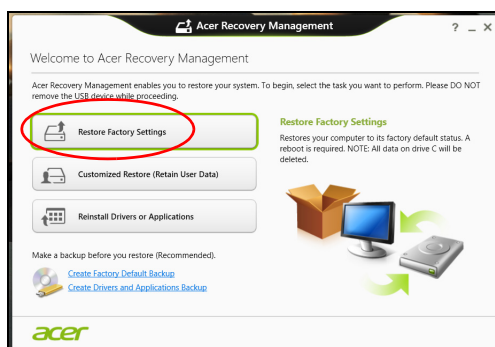 Acer Recovery Management
? _ X
Welcome to Acer Recovery Management
Acer Recovery Management enables you to restore your system. To begin, select the task you want to perform. Please DO NOT
remove the USB device while proceeding.
Restore Factory Settings
Customized Restore (Retain User Data)
Reinstall Drivers or Applications
Restore Factory Settings
Restores your computer to its factory default status. A
reboot is required. NOTE: All data on drive C will be
deleted.
Make a backup before you restore (Recommended).
Create Factory Default Backup
Create Drivers and Applications Backup
acer